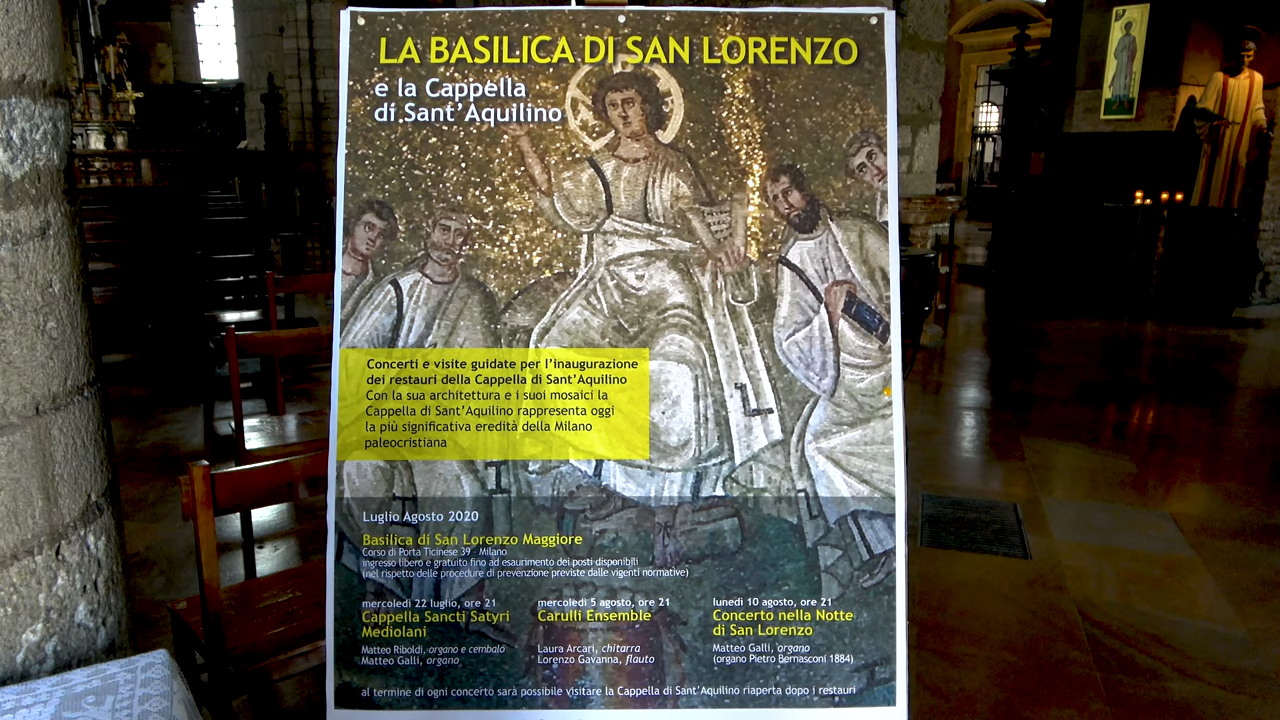 LA BASILICA DI SAN LORENZO
e la Cappella
di Sant'Aquilino
Concerti e visite guidate per l'inaugurazione
dei restauri della Cappella di Sant'Aquilino
Con la sua architettura e i suoi mosaici la
Cappella di Sant'Aquilino rappresenta oggi
la più significativa eredità della Milano
paleocristiana
Luglio Agosto 2020
Basilica di San Lorenzo Maggiore
Corso di Porta Ticinese 39 - Milano
ingresso libero e gratuito fino ad esaurimento dei posti disponibili
(nel rispetto delle procedure di prevenzione previste dalle vigenti normative)
mercoledì 22 luglio, ore 21
Cappella Sancti Satyri
Mediolani
Matteo Riboldi, organo e cembalo
Matteo Galli, organo
mercoledì 5 agosto, ore 21
Carulli Ensemble
Laura Arcari, chitarra
Lorenzo Gavanna, flauto
lunedì 10 agosto, ore 21
Concerto nella Notte
di San Lorenzo
Matteo Galli, organo
(organo Pietro Bernasconi 1884)
al termine di ogni concerto sarà possibile visitare la Cappella di Sant'Aquilino riaperta dopo i restauri